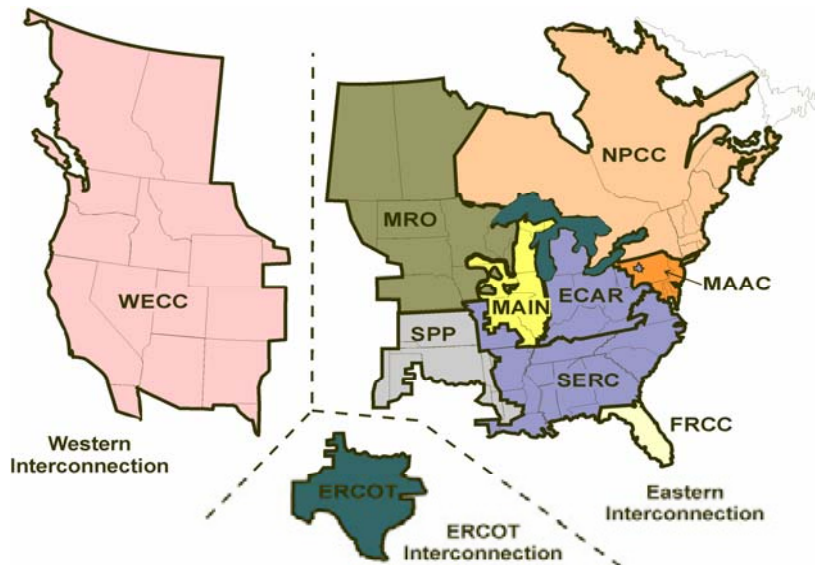 NPCC
MRO
WECC
MAIN
ECAR
MAAC
SPP
SERC
FRCC
Western
Interconnection
ERCOT
Eastern
Interconnection
ERCOT
Interconnection